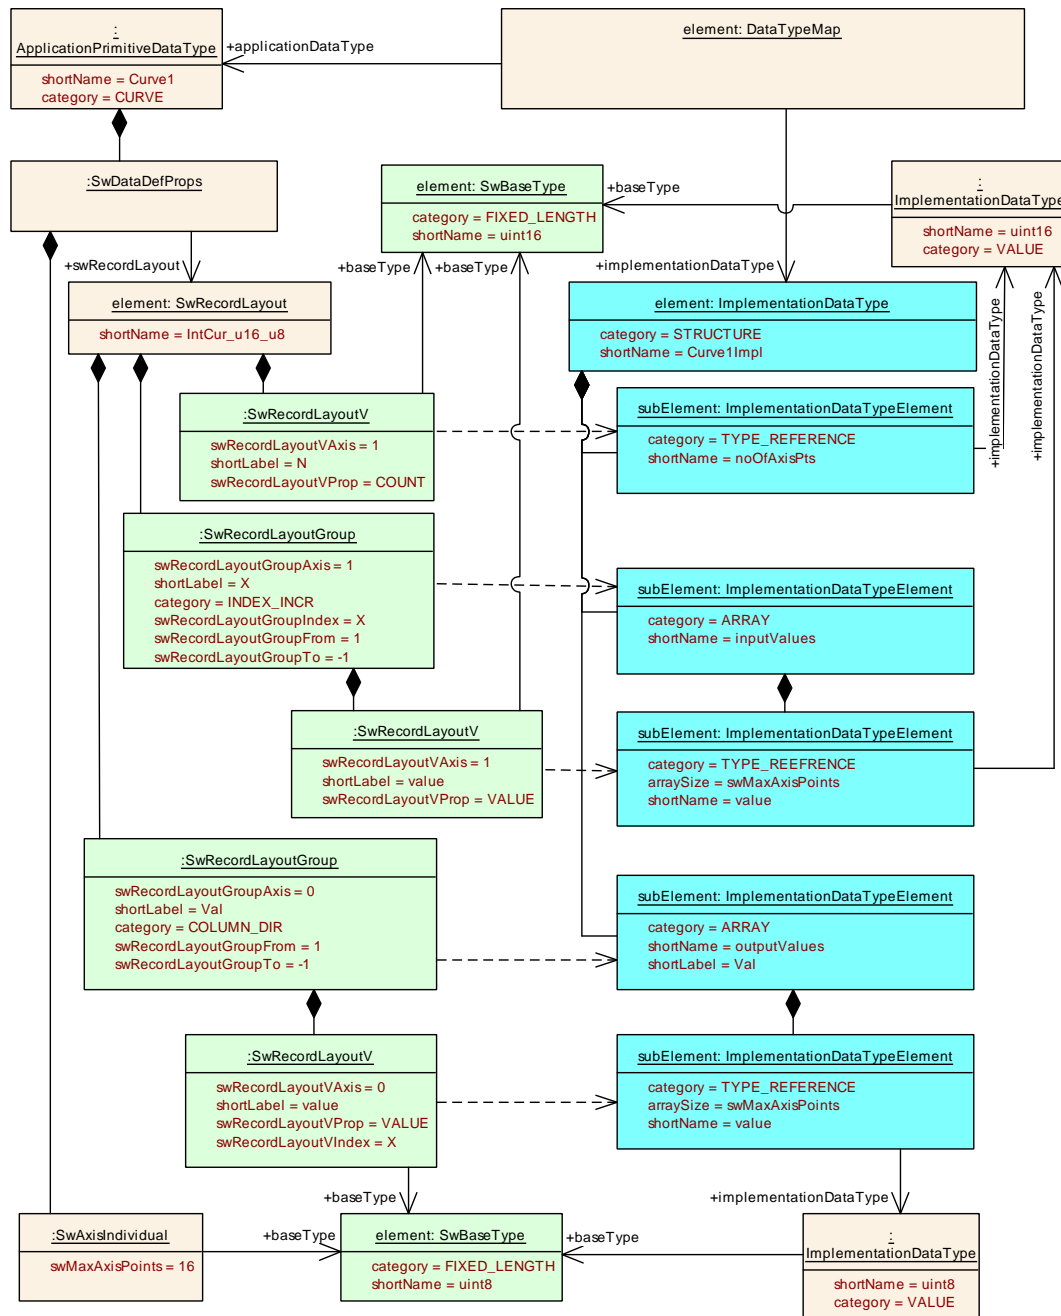 :
ApplicationPrimitiveDataType
shortName = Curve1
category = CURVE
+applicationDataType
element: DataTypeMap
:SwDataDefProps
element: SwBaseType
category = FIXED_LENGTH
shortName = uint16
+baseType
:
ImplementationDataType
shortName = uint16
category = VALUE
+swRecordLayout
+baseType
+baseType
+implementationDataType
element: SwRecordLayout
shortName = IntCur_u16_u8
element: ImplementationDataType
category = STRUCTURE
shortName = Curve1Impl
+implementationDataType
+implementationDataType
:SwRecordLayoutV
swRecordLayoutVAxis = 1
shortLabel = N
swRecordLayoutVProp = COUNT
subElement: ImplementationDataTypeElement
category = TYPE_REFERENCE
shortName = noOfAxisPts
:SwRecordLayoutGroup
swRecordLayoutGroupAxis = 1
shortLabel = X
category = INDEX_INCR
swRecordLayoutGroupIndex = X
swRecordLayoutGroupFrom = 1
swRecordLayoutGroupTo = -1
subElement: ImplementationDataTypeElement
category = ARRAY
shortName = inputValues
:SwRecordLayoutV
swRecordLayoutVAxis = 1
shortLabel = value
swRecordLayoutVProp = VALUE
subElement: ImplementationDataTypeElement
category = TYPE_REEFRENCE
arraySize = swMaxAxisPoints
shortName = value
:SwRecordLayoutGroup
swRecordLayoutGroupAxis = 0
shortLabel = Val
category = COLUMN_DIR
swRecordLayoutGroupFrom = 1
swRecordLayoutGroupTo = -1
subElement: ImplementationDataTypeElement
category = ARRAY
shortName = outputValues
shortLabel = Val
:SwRecordLayoutV
swRecordLayoutVAxis = 0
shortLabel = value
swRecordLayoutVProp = VALUE
swRecordLayoutVIndex = X
subElement: ImplementationDataTypeElement
category = TYPE_REFERENCE
arraySize = swMaxAxisPoints
shortName = value
+baseType
+implementationDataType
:SwAxisIndividual
swMaxAxisPoints = 16
+baseType
element: SwBaseType
category = FIXED_LENGTH
shortName = uint8
+baseType
:
ImplementationDataType
shortName = uint8
category = VALUE